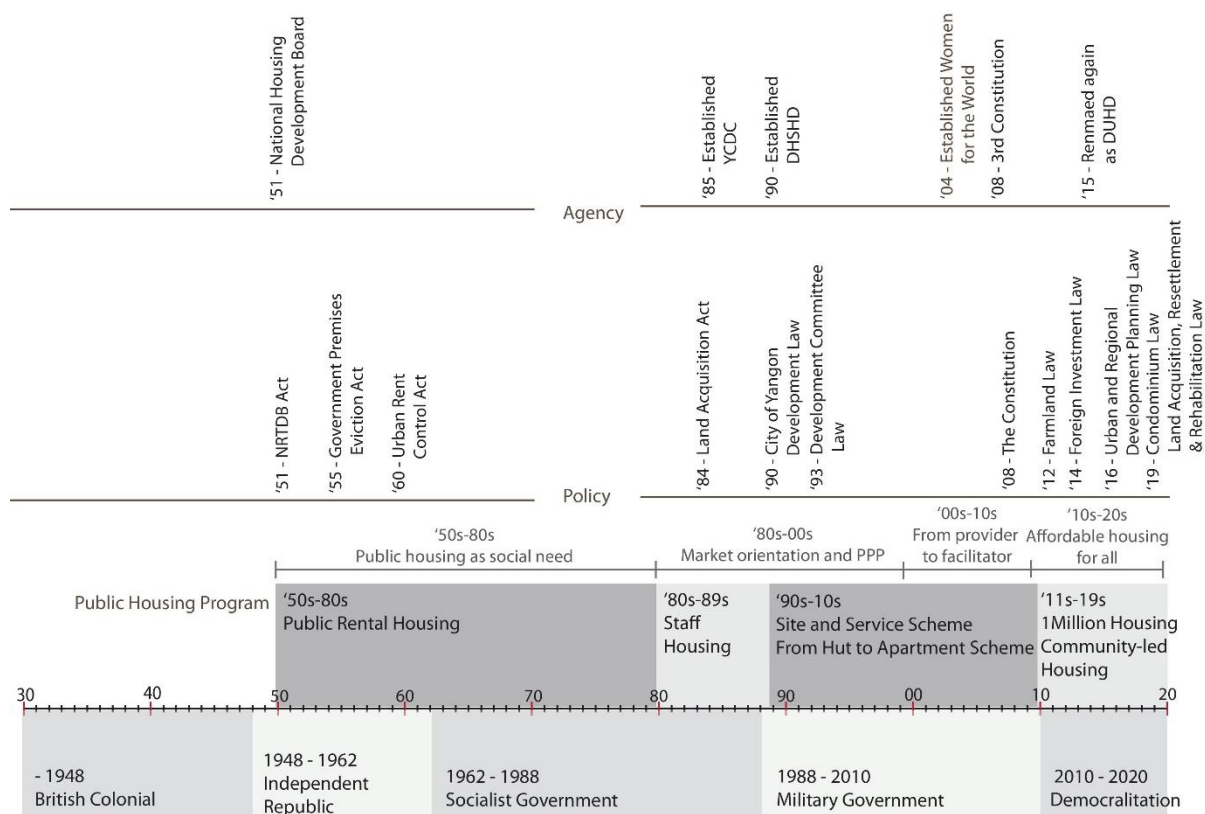 ‘51 - National Housing
Development Board
‘85 - Established
YCDC
‘90 - Established
DHSHD
‘04 - Established Women
for the World
‘08 - 3rd Constitution
‘15 - Renmaed again
as DUHD
Agency
‘51 - NRTDB Act
‘55 - Government Premises
Eviction Act
‘60 - Urban Rent
Control Act
‘84 - Land Acquisition Act
‘90 - City of Yangon
Development Law
‘93 - Development Committee
Law
‘08 - The Constitution
‘12 - Farmland Law
‘14 - Foreign Investment Law
‘16 - Urban and Regional
Development Planning Law
‘19 - Condominium Law
Land Acquisition, Resettlement
& Rehabilitation Law
Policy
‘50s-80s
Public housing as social need
‘80s-00s
Market orientation and PPP
‘00s-10s
From provider
to facilitator
‘10s-20s
Affordable housing
for all
Public Housing Program
‘50s-80s
Public Rental Housing
‘80s-89s
Staff
Housing
‘90s-10s
Site and Service Scheme
From Hut to Apartment Scheme
‘11s-19s
1Million Housing
Community-led
Housing
30 40 50 60 70 80 90 00 10 20
- 1948
British Colonial
1948 - 1962
Independent
Republic
1962 - 1988
Socialist Government
1988 - 2010
Military Government
2010 - 2020
Democralitation